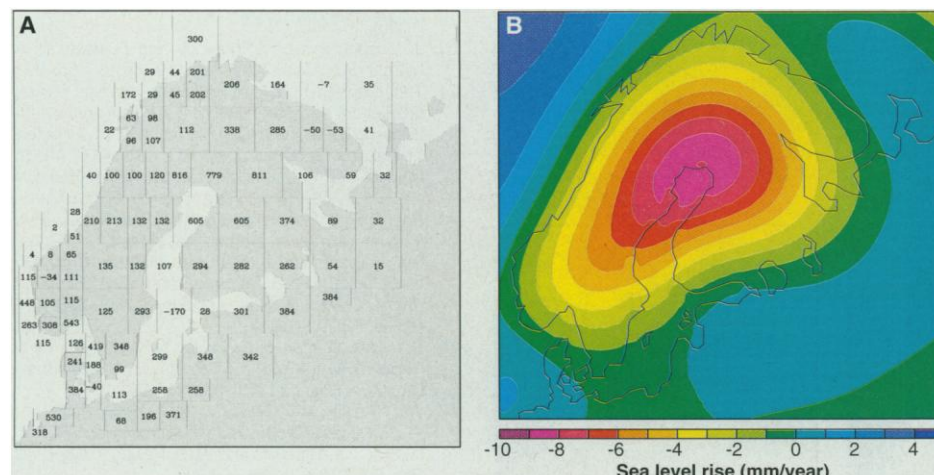 A
300
29 44 201
206 164 -7 35
172 29 45 202
63 98
22 112 338 285 -50 -53 41
96 107
40 100 100 120 816 779 811 106 59 32
28
210 213 132 132 605 605 374 89 32
2
51
4 8 65
135 132 107 294 282 262 54 15
115 -34 111
448 105 115 384
125 293 -170 28 301 384
263 308 543
115 126 419 348
299 348 342
241 188 99
384 -40 113 258 258
530 68 196 371
318
B
-10 -8 -6 -4 -2 0 2 4
Sea level rise (mm/year)